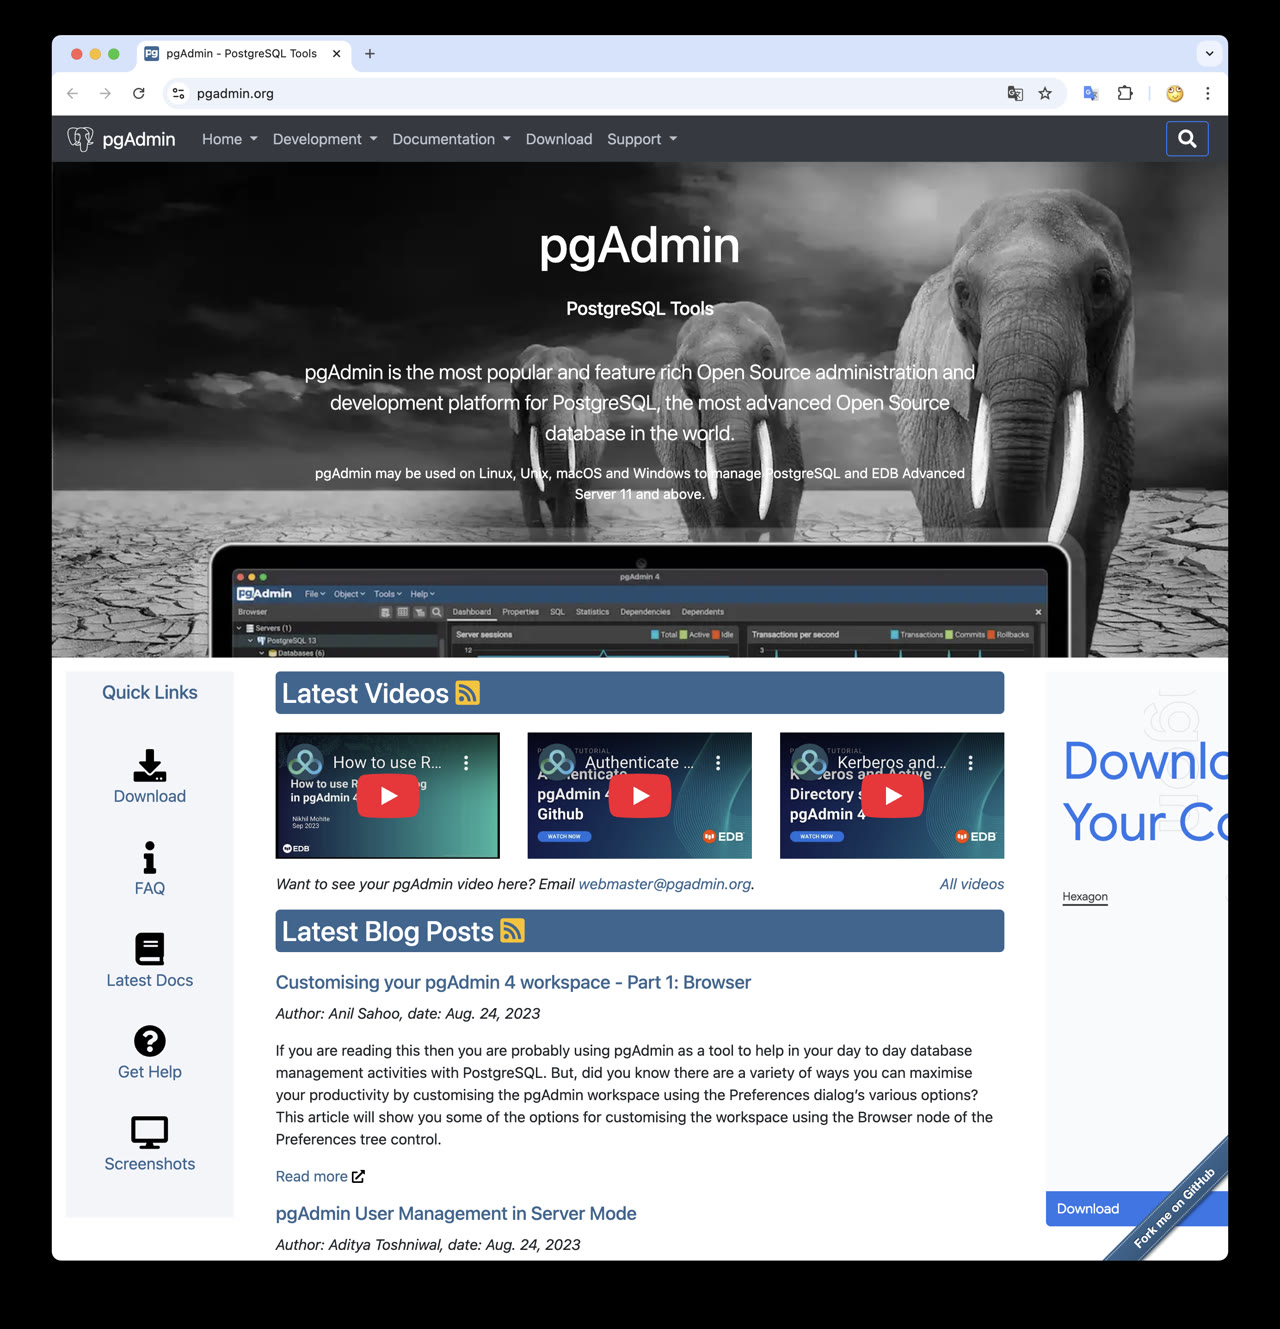 pgAdmin - PostgreSQL Tools
pgadmin.org
pgAdmin
Home
Development
Documentation
Download
Support
pgAdmin
PostgreSQL Tools
pgAdmin is the most popular and feature rich Open Source administration and
development platform for PostgreSQL, the most advanced Open Source
database in the world.
pgAdmin may be used on Linux, Unix, macOS and Windows to manage PostgreSQL and EDB Advanced
Server 11 and above.
pgAdmin 4
pgAdmin File Object Tools Help
Browser
Dashboard Properties SQL Statistics Dependencies Dependents
Servers (1)
PostgreSQL 13
Databases (6)
Server sessions
Total Active Idle
12
Transactions per second
Transactions Commits Rollbacks
3
Quick Links
Download
FAQ
Latest Docs
Get Help
Screenshots
Latest Videos
How to use R...
How to use R
in pgAdmin 4
Nikhil Mohite
Sep 2023
EDB
TUTORIAL
Authenticate ...
Authenticate
pgAdmin 4
Github
WATCH NOW
EDB
TUTORIAL
Kerberos and...
Kerberos and Active
Directory
pgAdmin 4
WATCH NOW
EDB
Want to see your pgAdmin video here? Email webmaster@pgadmin.org.
All videos
Latest Blog Posts
Customising your pgAdmin 4 workspace - Part 1: Browser
Author: Anil Sahoo, date: Aug. 24, 2023
If you are reading this then you are probably using pgAdmin as a tool to help in your day to day database
management activities with PostgreSQL. But, did you know there are a variety of ways you can maximise
your productivity by customising the pgAdmin workspace using the Preferences dialog's various options?
This article will show you some of the options for customising the workspace using the Browser node of the
Preferences tree control.
Read more
pgAdmin User Management in Server Mode
Author: Aditya Toshniwal, date: Aug. 24, 2023
Downlo
Your Co
Hexagon
Download
Fork me on GitHub